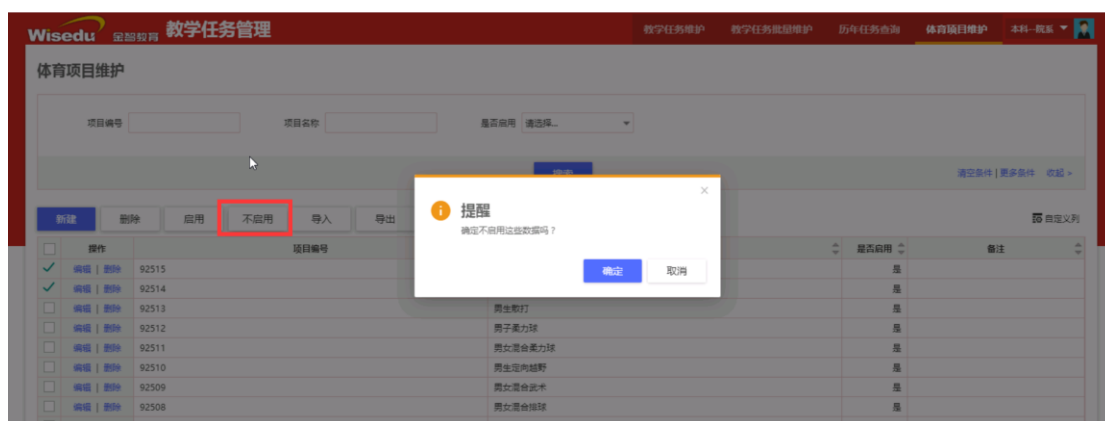 Wisedu 金智教育 教学任务管理 教学任务维护 教学任务批量维护 历年任务查询 体育项目维护 本科--院系
体育项目维护
项目编号 项目名称 是否启用 请选择...
搜索 清空条件 | 更多条件 收起
新建 删除 启用 不启用 导入 导出 自定义列
提醒
确定不启用这些数据吗？
确定 取消
操作 项目编号 是否启用 备注
编辑 | 删除 92515 是
编辑 | 删除 92514 是
编辑 | 删除 92513 男生散打 是
编辑 | 删除 92512 男子柔力球 是
编辑 | 删除 92511 男女混合柔力球 是
编辑 | 删除 92510 男生定向越野 是
编辑 | 删除 92509 男女混合武术 是
编辑 | 删除 92508 男女混合排球 是